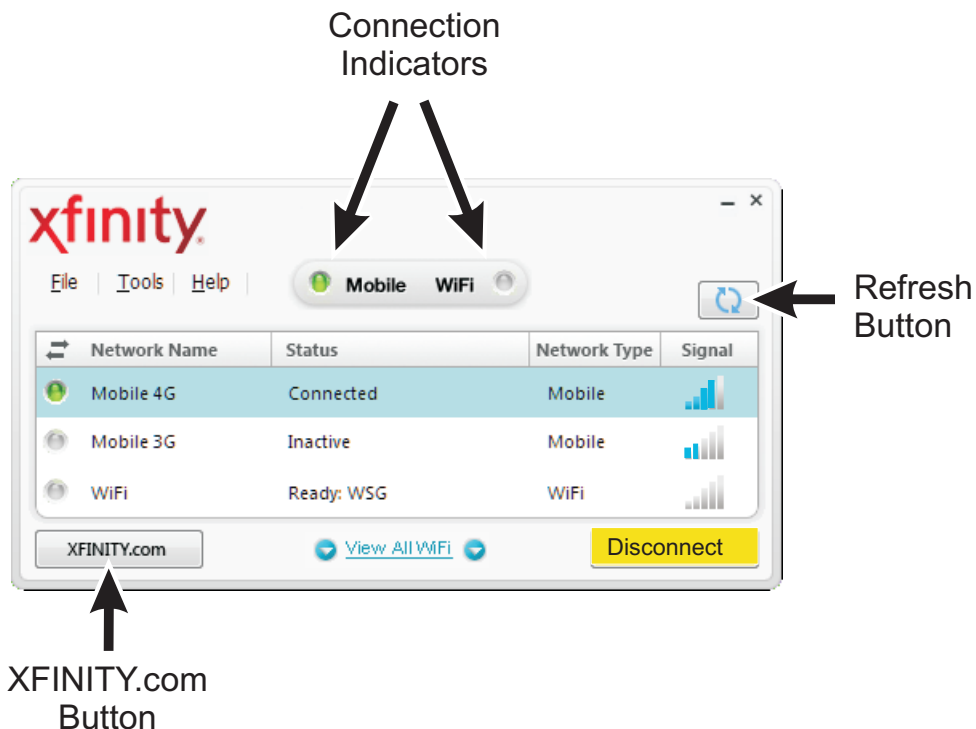 Connection
Indicators
xfinity.
File Tools Help
Mobile WiFi
Refresh
Button
Network Name Status Network Type Signal
Mobile 4G Connected Mobile
Mobile 3G Inactive Mobile
WiFi Ready: WSG WiFi
XFINITY.com View All WiFi Disconnect
XFINITY.com
Button